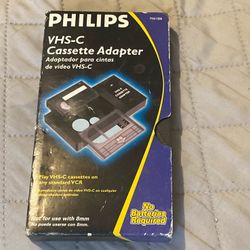 PHILIPS
VHS-C
Cassette Adapter
Adaptador para cintas
de video VHS-C
Play VHS-C cassettes on
any standard VCR
No
Batteries
Required
Not for use with 8mm
No puede usarse con 8mm